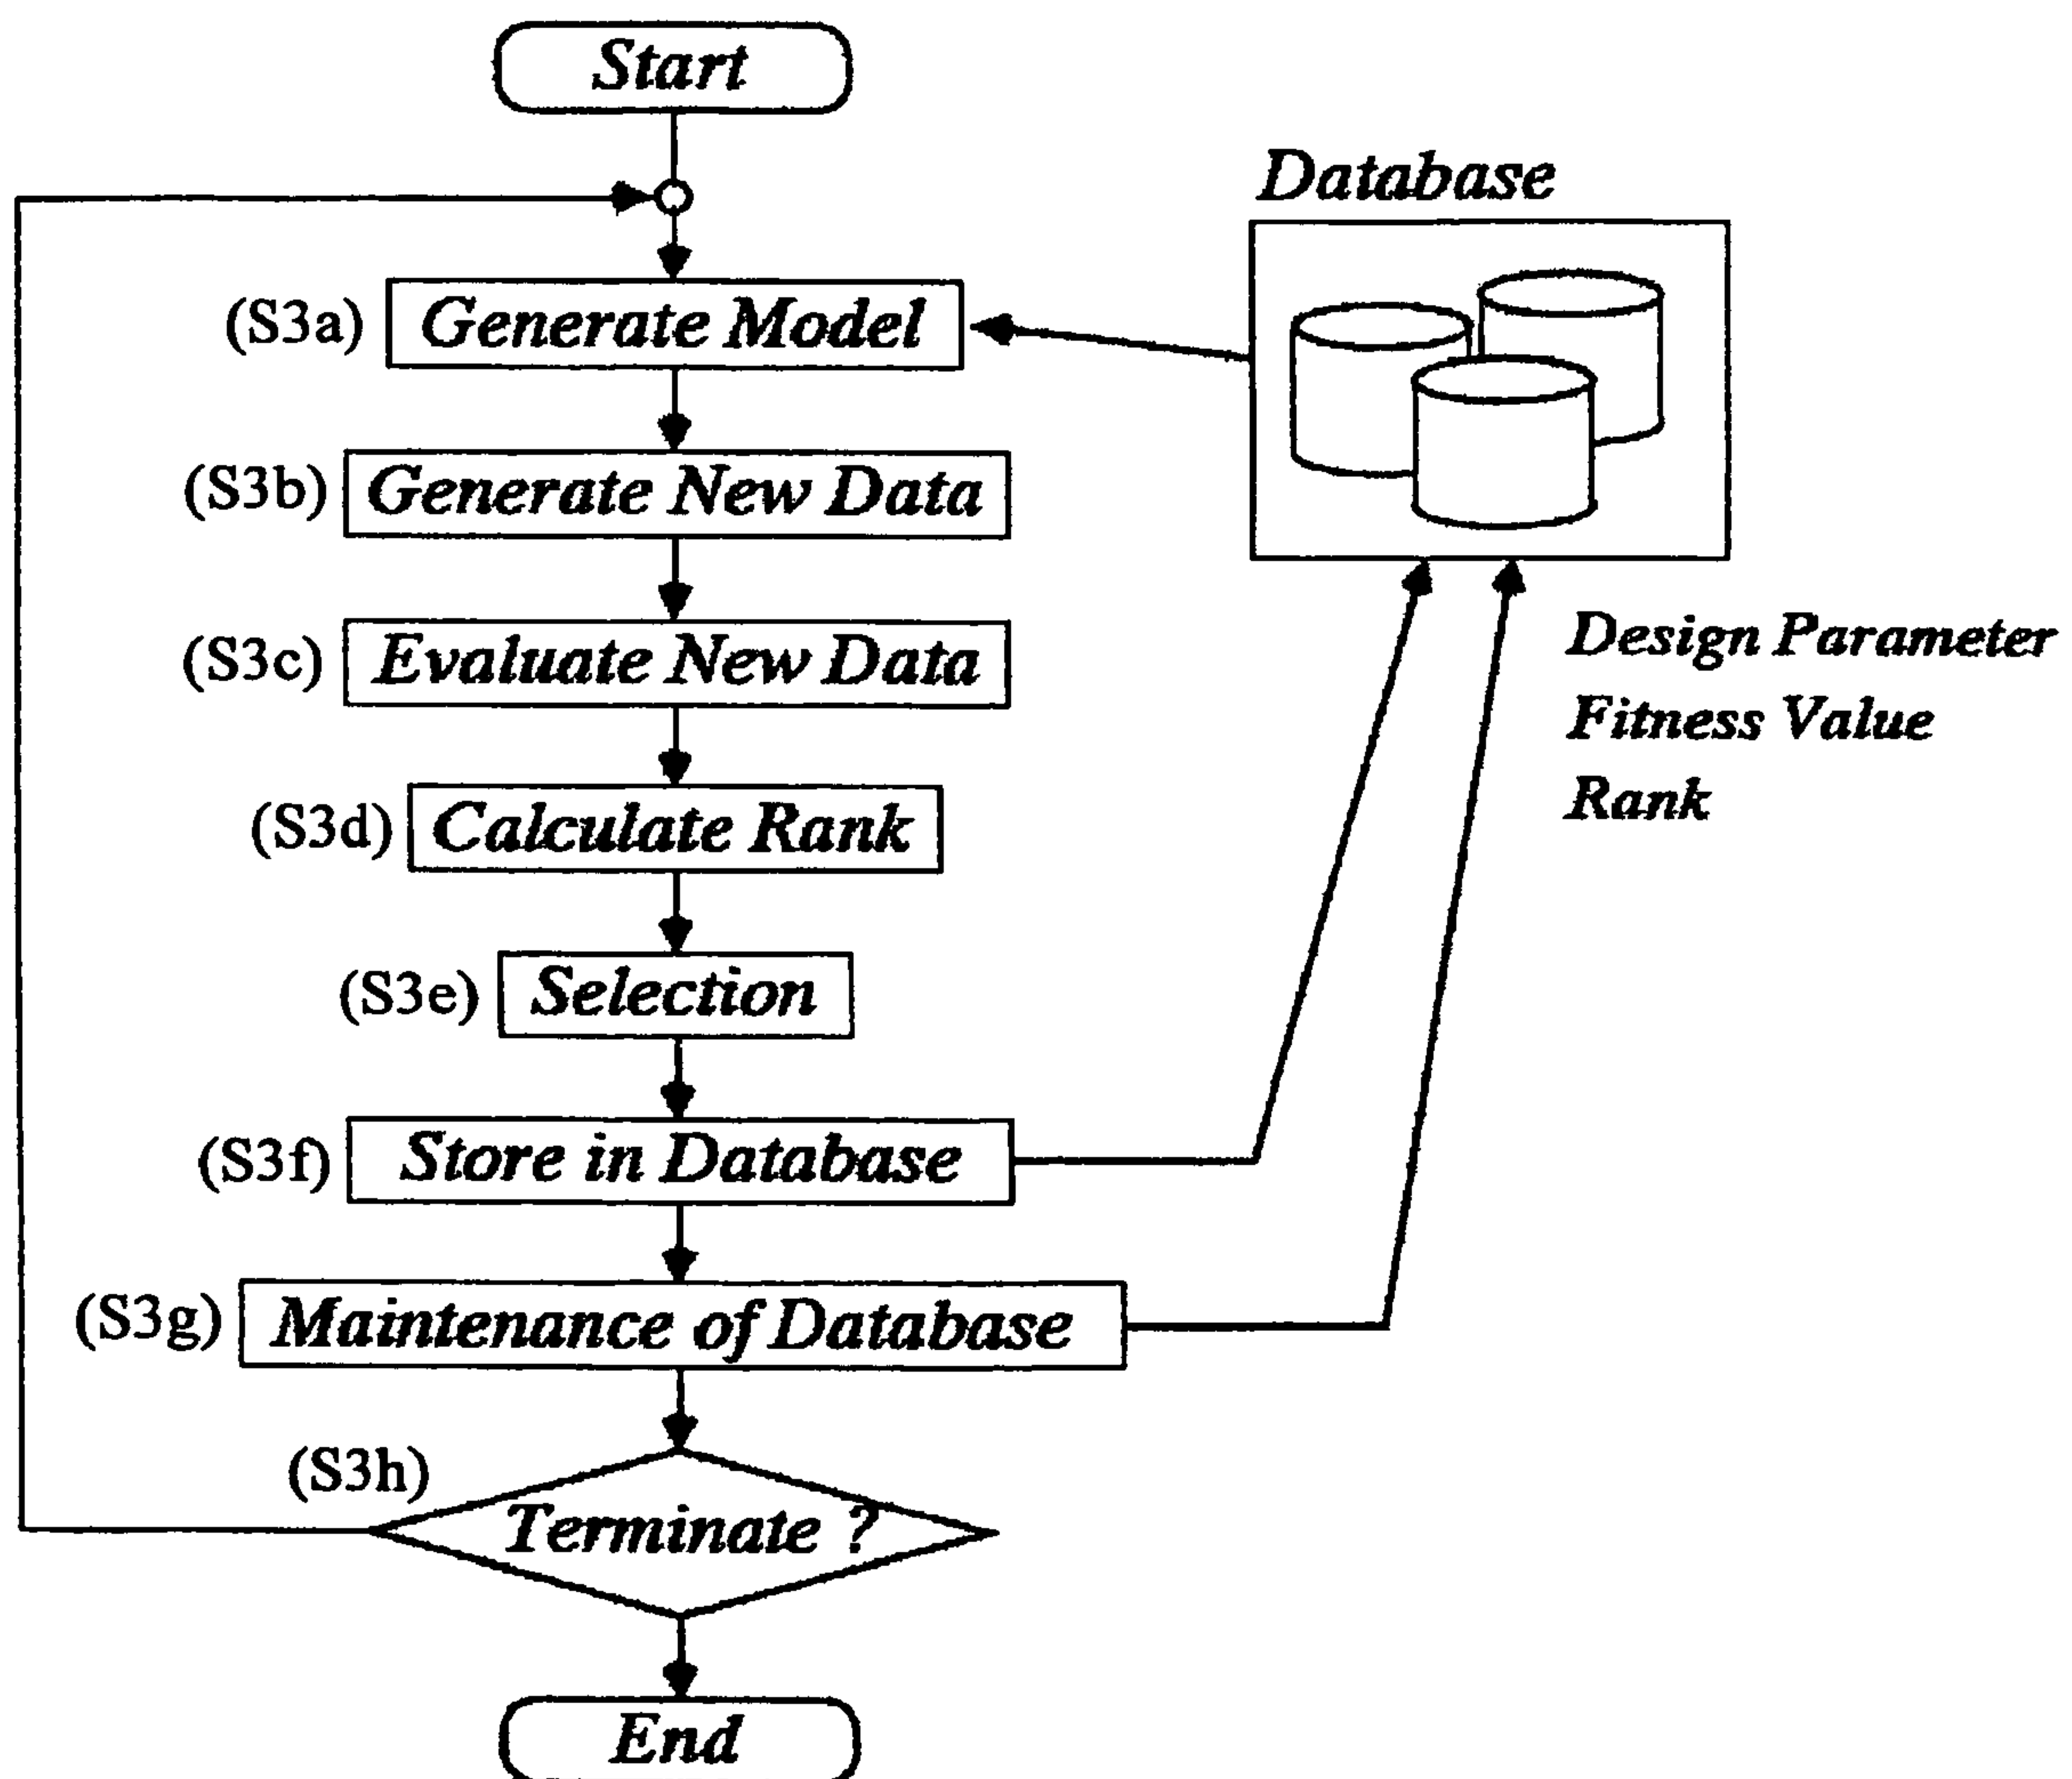 Start
Database
(S3a) Generate Model
(S3b) Generate New Data
(S3c) Evaluate New Data
Design Parameter
Fitness Value
Rank
(S3d) Calculate Rank
(S3e) Selection
(S3f) Store in Database
(S3g) Maintenance of Database
(S3h)
Terminate ?
End